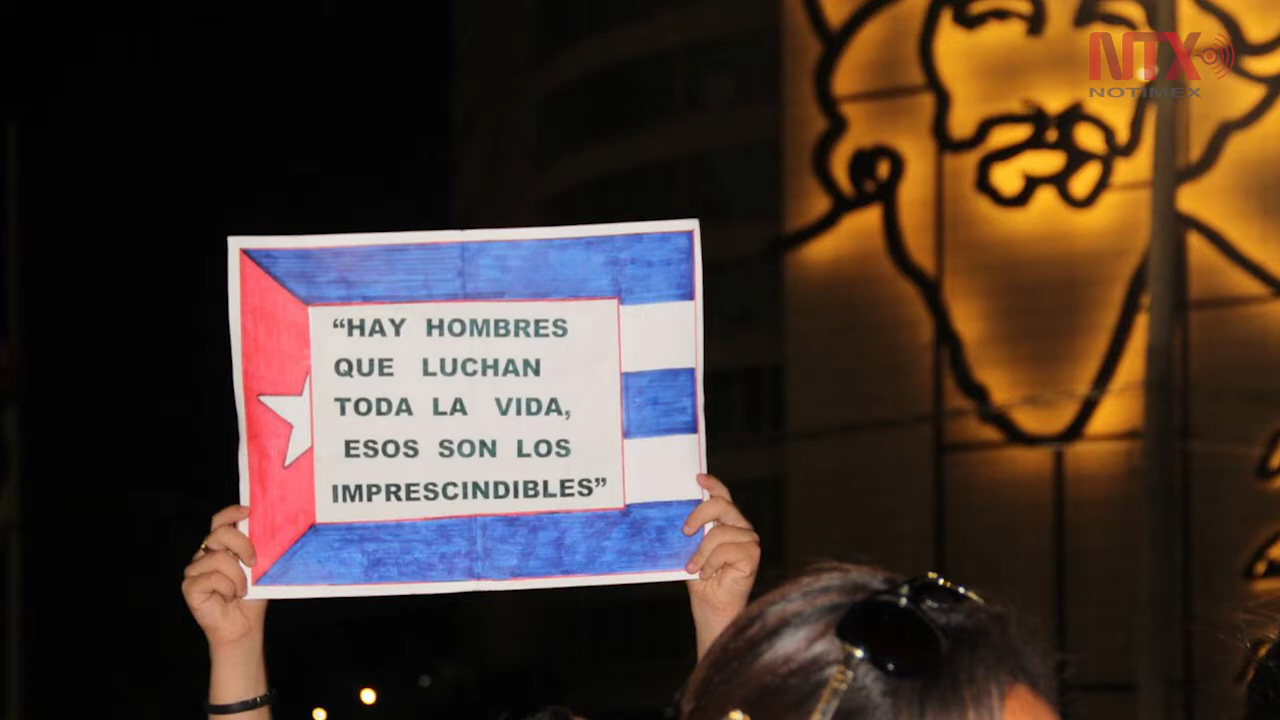 NTX
NOTIMEX
“HAY HOMBRES
QUE LUCHAN
TODA LA VIDA,
ESOS SON LOS
IMPRESCINDIBLES”